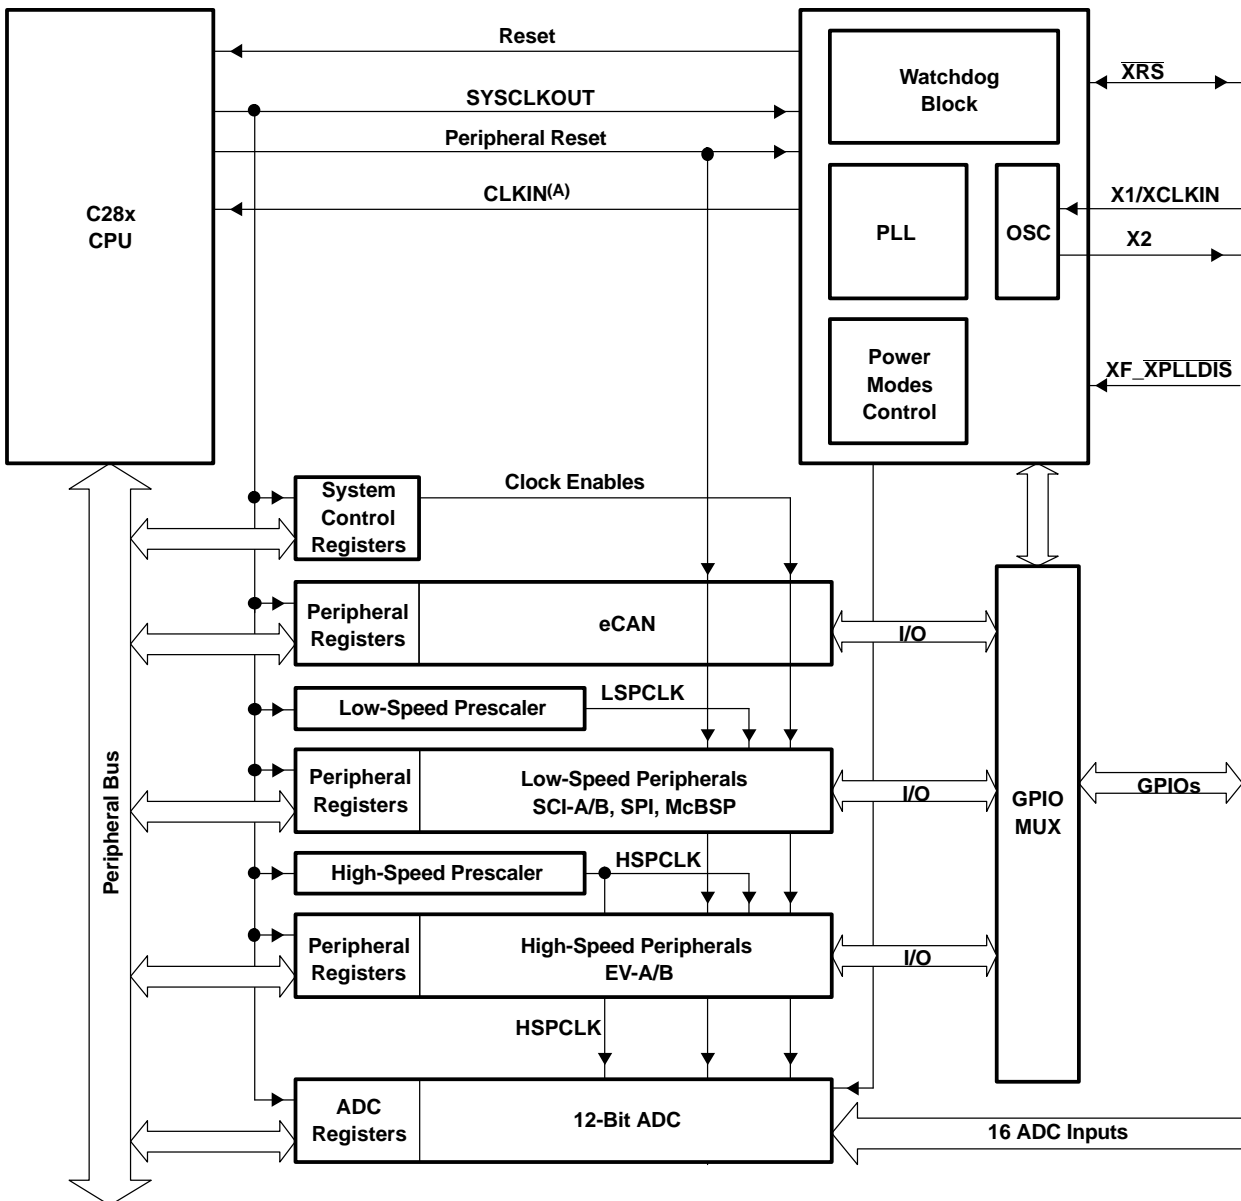 Reset
Watchdog
Block
XRS
SYSCLKOUT
Peripheral Reset
C28x
CPU
CLKIN(A)
PLL
OSC
X1/XCLKIN
X2
Power
Modes
Control
XF_XPLLDIS
System
Control
Registers
Clock Enables
Peripheral
Registers
eCAN
I/O
Low-Speed Prescaler
LSPCLK
Peripheral Bus
Peripheral
Registers
Low-Speed Peripherals
SCI-A/B, SPI, McBSP
I/O
GPIO
MUX
GPIOs
High-Speed Prescaler
HSPCLK
Peripheral
Registers
High-Speed Peripherals
EV-A/B
I/O
HSPCLK
ADC
Registers
12-Bit ADC
16 ADC Inputs